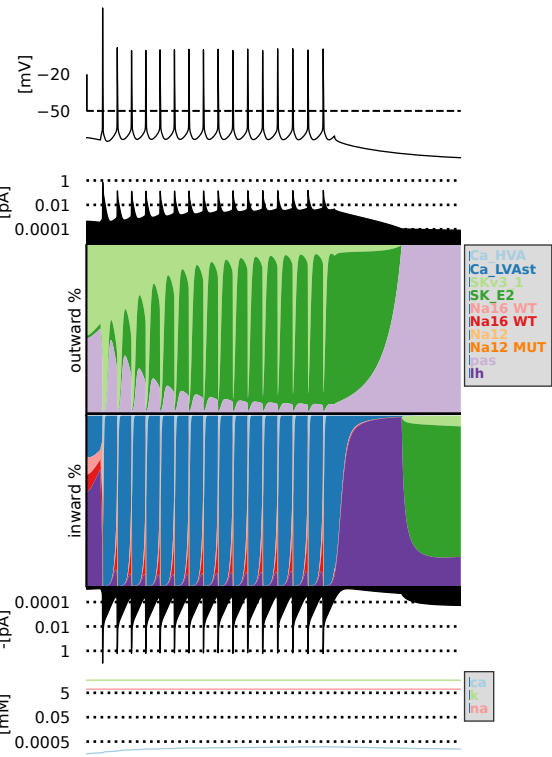 [mV]
−20
−50
[pA]
1
0.01
0.0001
outward %
Ca_HVA
Ca_LVAst
SKv3_1
SK_E2
Na16 WT
Na16 WT
Na12
Na12 MUT
pas
Ih
inward %
-[pA]
0.0001
0.01
1
[mM]
5
0.05
0.0005
ca
k
na